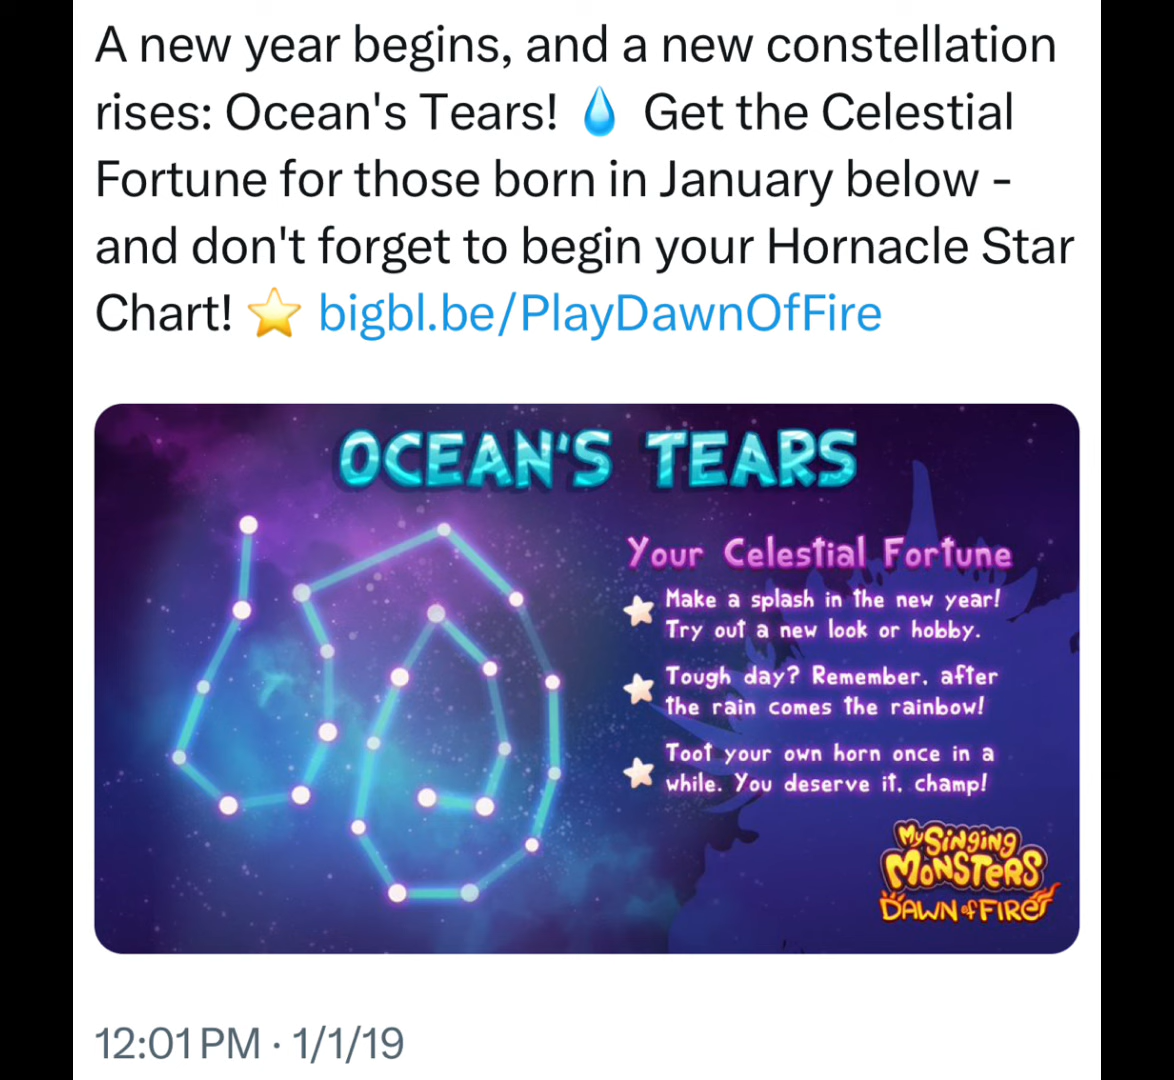 A new year begins, and a new constellation
rises: Ocean's Tears! 💧 Get the Celestial
Fortune for those born in January below -
and don't forget to begin your Hornacle Star
Chart! ⭐ bigbl.be/PlayDawnOfFire
OCEAN'S TEARS
Your Celestial Fortune
Make a splash in the new year!
Try out a new look or hobby.
Tough day? Remember, after
the rain comes the rainbow!
Toot your own horn once in a
while. You deserve it, champ!
My Singing
MONSTERS
DAWN of FIRE
12:01 PM · 1/1/19